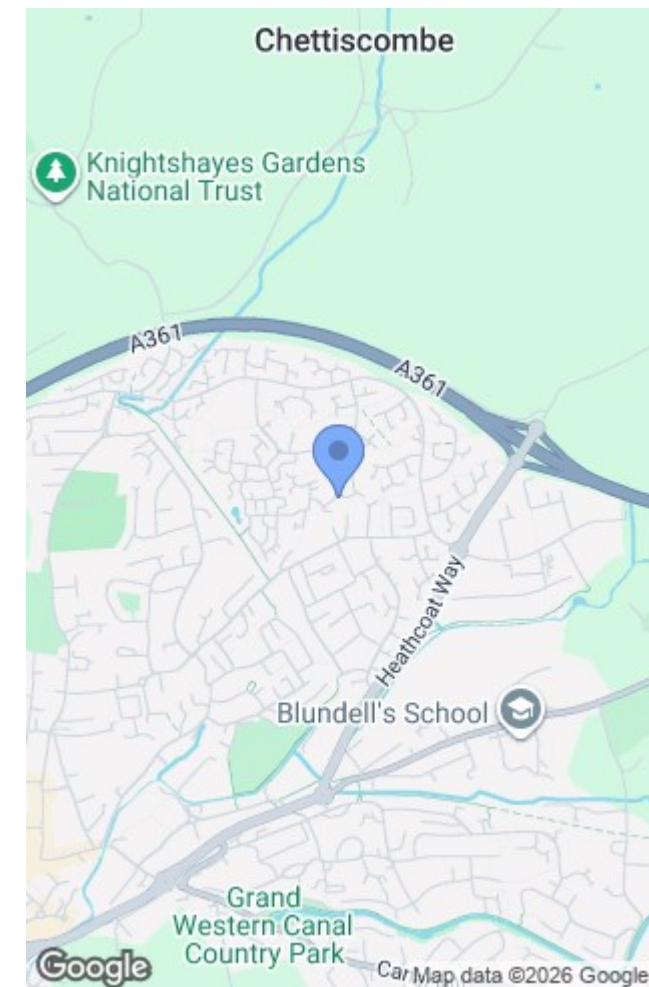 Chettiscombe
Knightshayes Gardens
National Trust
A361
A361
Heathcoat Way
Blundell's School
Grand
Western Canal
Country Park
Google
Map data ©2026 Google